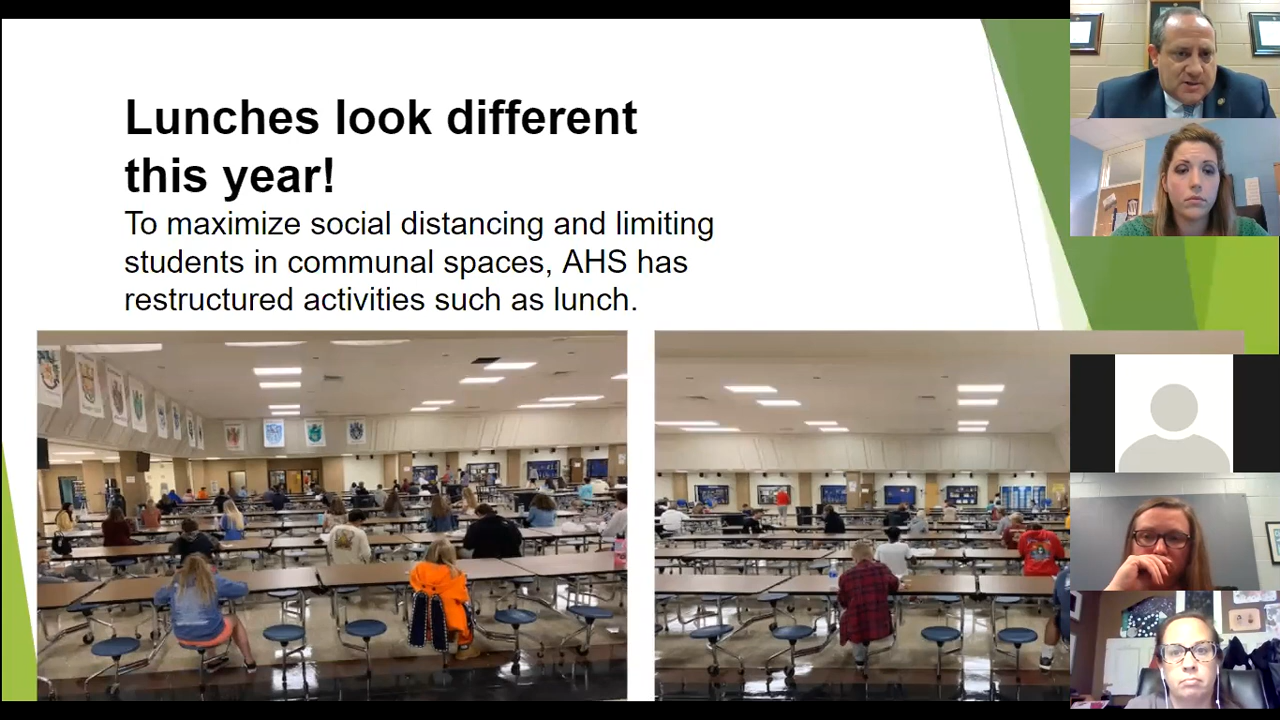 Lunches look different
this year!
To maximize social distancing and limiting
students in communal spaces, AHS has
restructured activities such as lunch.